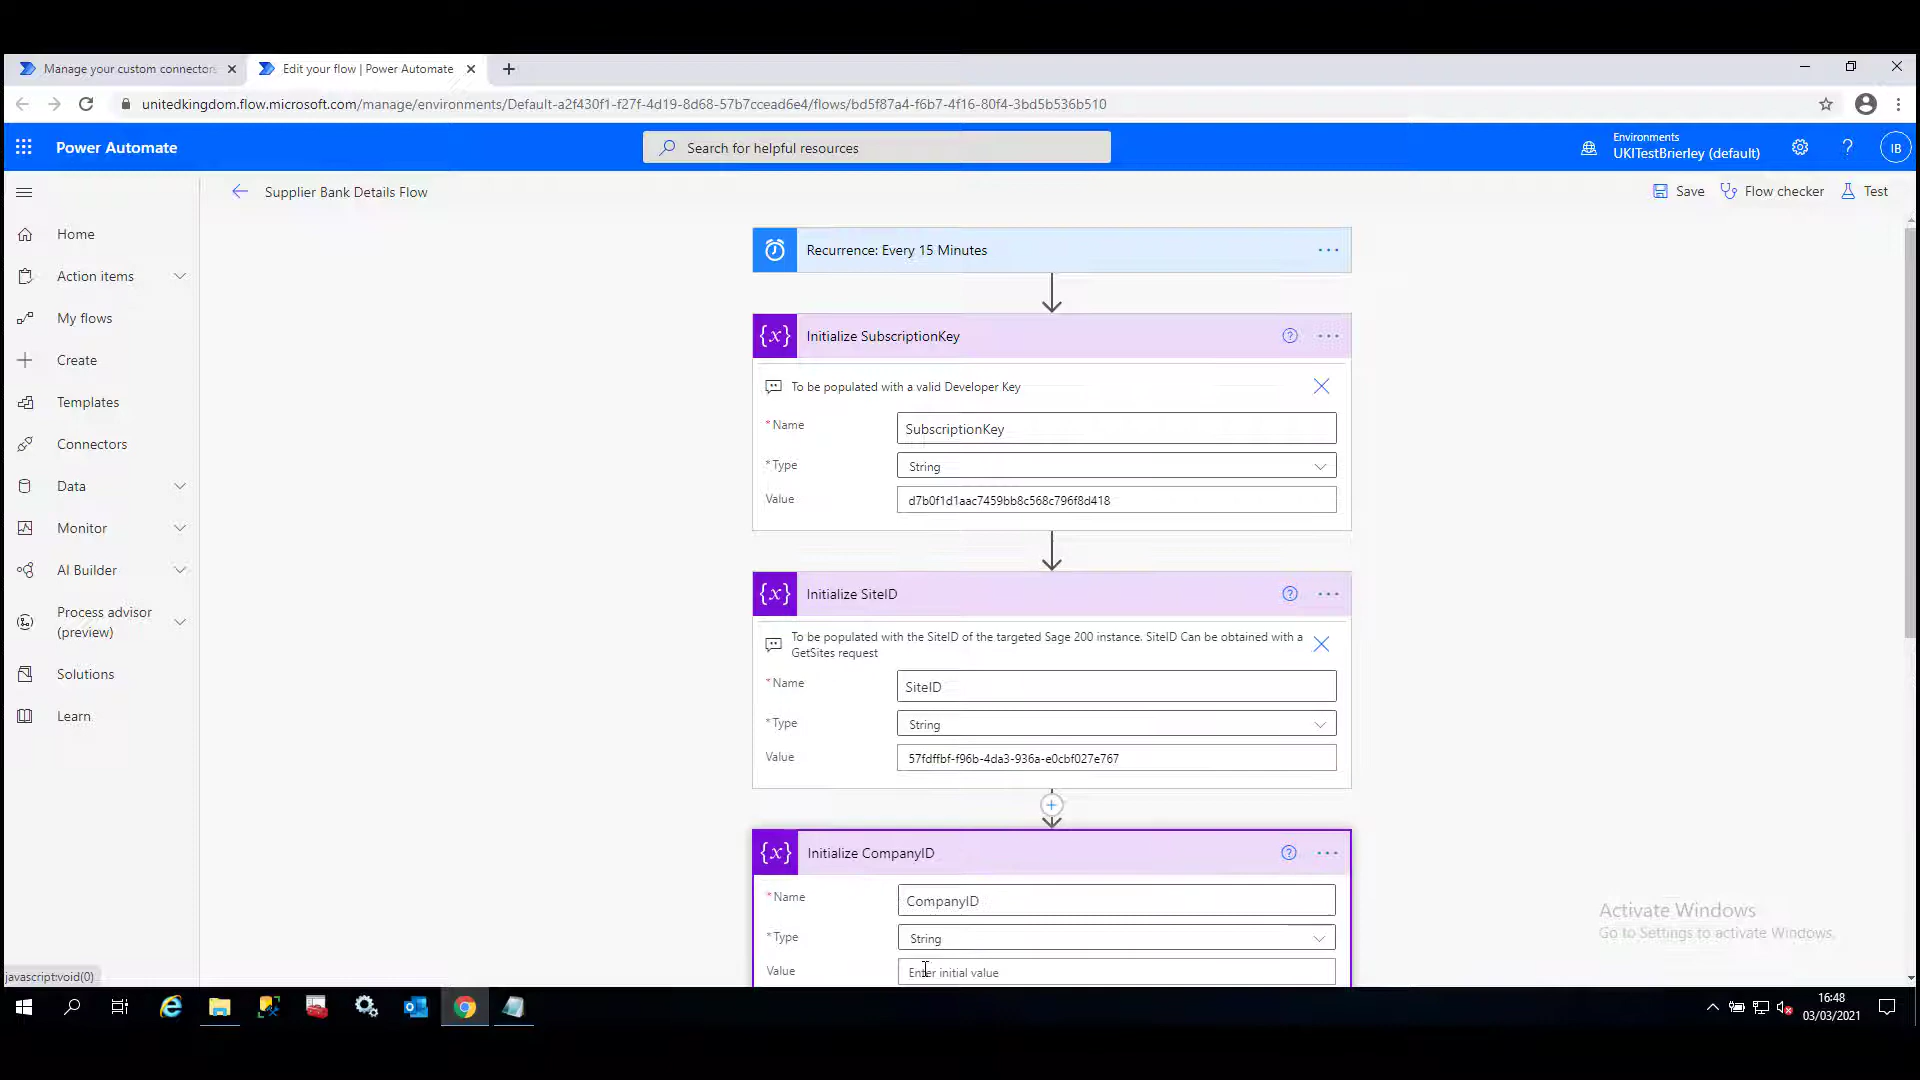 Manage your custom connectors
Edit your flow | Power Automate
unitedkingdom.flow.microsoft.com/manage/environments/Default-a2f430f1-f27f-4d19-8d68-57b7ccead6e4/flows/bd5f87a4-f6b7-4f16-80f4-3bd5b536b510
Power Automate
Search for helpful resources
Environments
UKITestBrierley (default)
IB
Supplier Bank Details Flow
Save
Flow checker
Test
Home
Action items
My flows
Create
Templates
Connectors
Data
Monitor
AI Builder
Process advisor
(preview)
Solutions
Learn
Recurrence: Every 15 Minutes
{x} Initialize SubscriptionKey
To be populated with a valid Developer Key
* Name
SubscriptionKey
* Type
String
Value
d7b0f1d1aac7459bb8c568c796f8d418
{x} Initialize SiteID
To be populated with the SiteID of the targeted Sage 200 instance. SiteID Can be obtained with a
GetSites request
* Name
SiteID
* Type
String
Value
57fdffbf-f96b-4da3-936a-e0cbf027e767
{x} Initialize CompanyID
* Name
CompanyID
* Type
String
Value
Enter initial value
Activate Windows
Go to Settings to activate Windows.
javascript:void(0)
16:48
03/03/2021